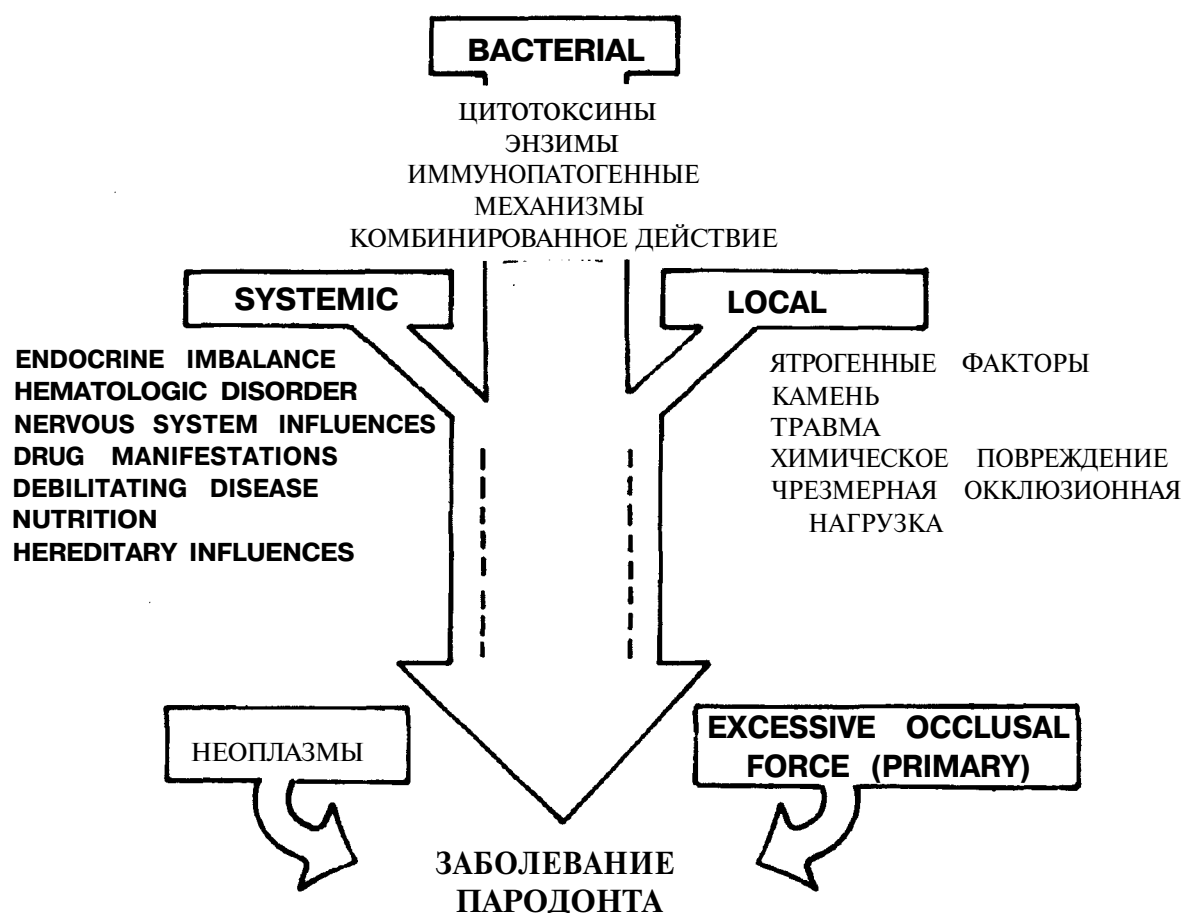 BACTERIAL
ЦИТОТОКСИНЫ
ЭНЗИМЫ
ИММУНОПАТОГЕННЫЕ
МЕХАНИЗМЫ
КОМБИНИРОВАННОЕ ДЕЙСТВИЕ
SYSTEMIC
ENDOCRINE IMBALANCE
HEMATOLOGIC DISORDER
NERVOUS SYSTEM INFLUENCES
DRUG MANIFESTATIONS
DEBILITATING DISEASE
NUTRITION
HEREDITARY INFLUENCES
LOCAL
ЯТРОГЕННЫЕ ФАКТОРЫ
КАМЕНЬ
ТРАВМА
ХИМИЧЕСКОЕ ПОВРЕЖДЕНИЕ
ЧРЕЗМЕРНАЯ ОККЛЮЗИОННАЯ
НАГРУЗКА
НЕОПЛАЗМЫ
EXCESSIVE OCCLUSAL
FORCE (PRIMARY)
ЗАБОЛЕВАНИЕ
ПАРОДОНТА